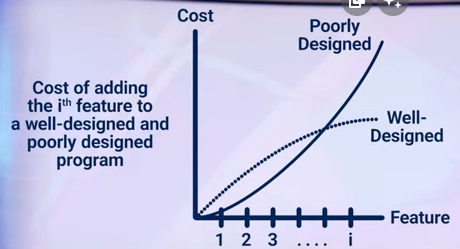 Cost
Poorly
Designed
Cost of adding
the ith feature to
a well-designed and
poorly designed
program
Well-
Designed
Feature
1 2 3 .... i